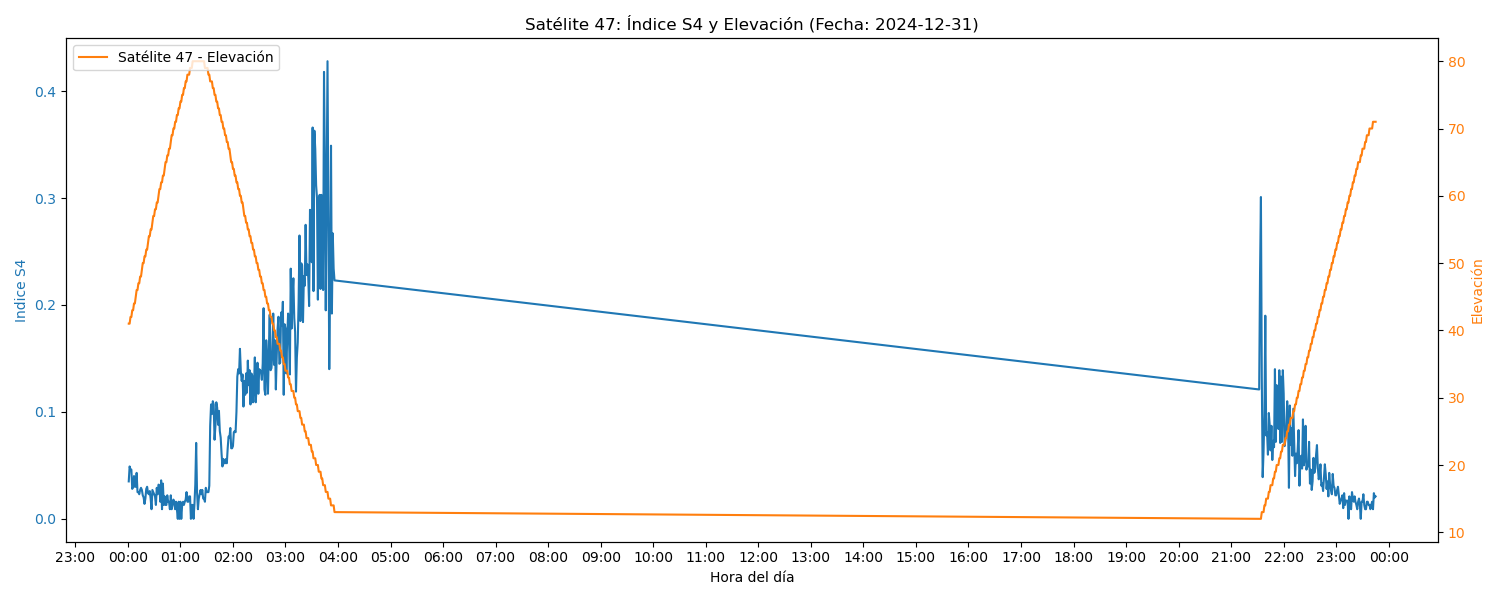 Satélite 47: Índice S4 y Elevación (Fecha: 2024-12-31)
Satélite 47 - Elevación
0.4
0.3
0.2
0.1
0.0
Indice S4
80
70
60
50
40
30
20
10
Elevación
23:00 00:00 01:00 02:00 03:00 04:00 05:00 06:00 07:00 08:00 09:00 10:00 11:00 12:00 13:00 14:00 15:00 16:00 17:00 18:00 19:00 20:00 21:00 22:00 23:00 00:00
Hora del día